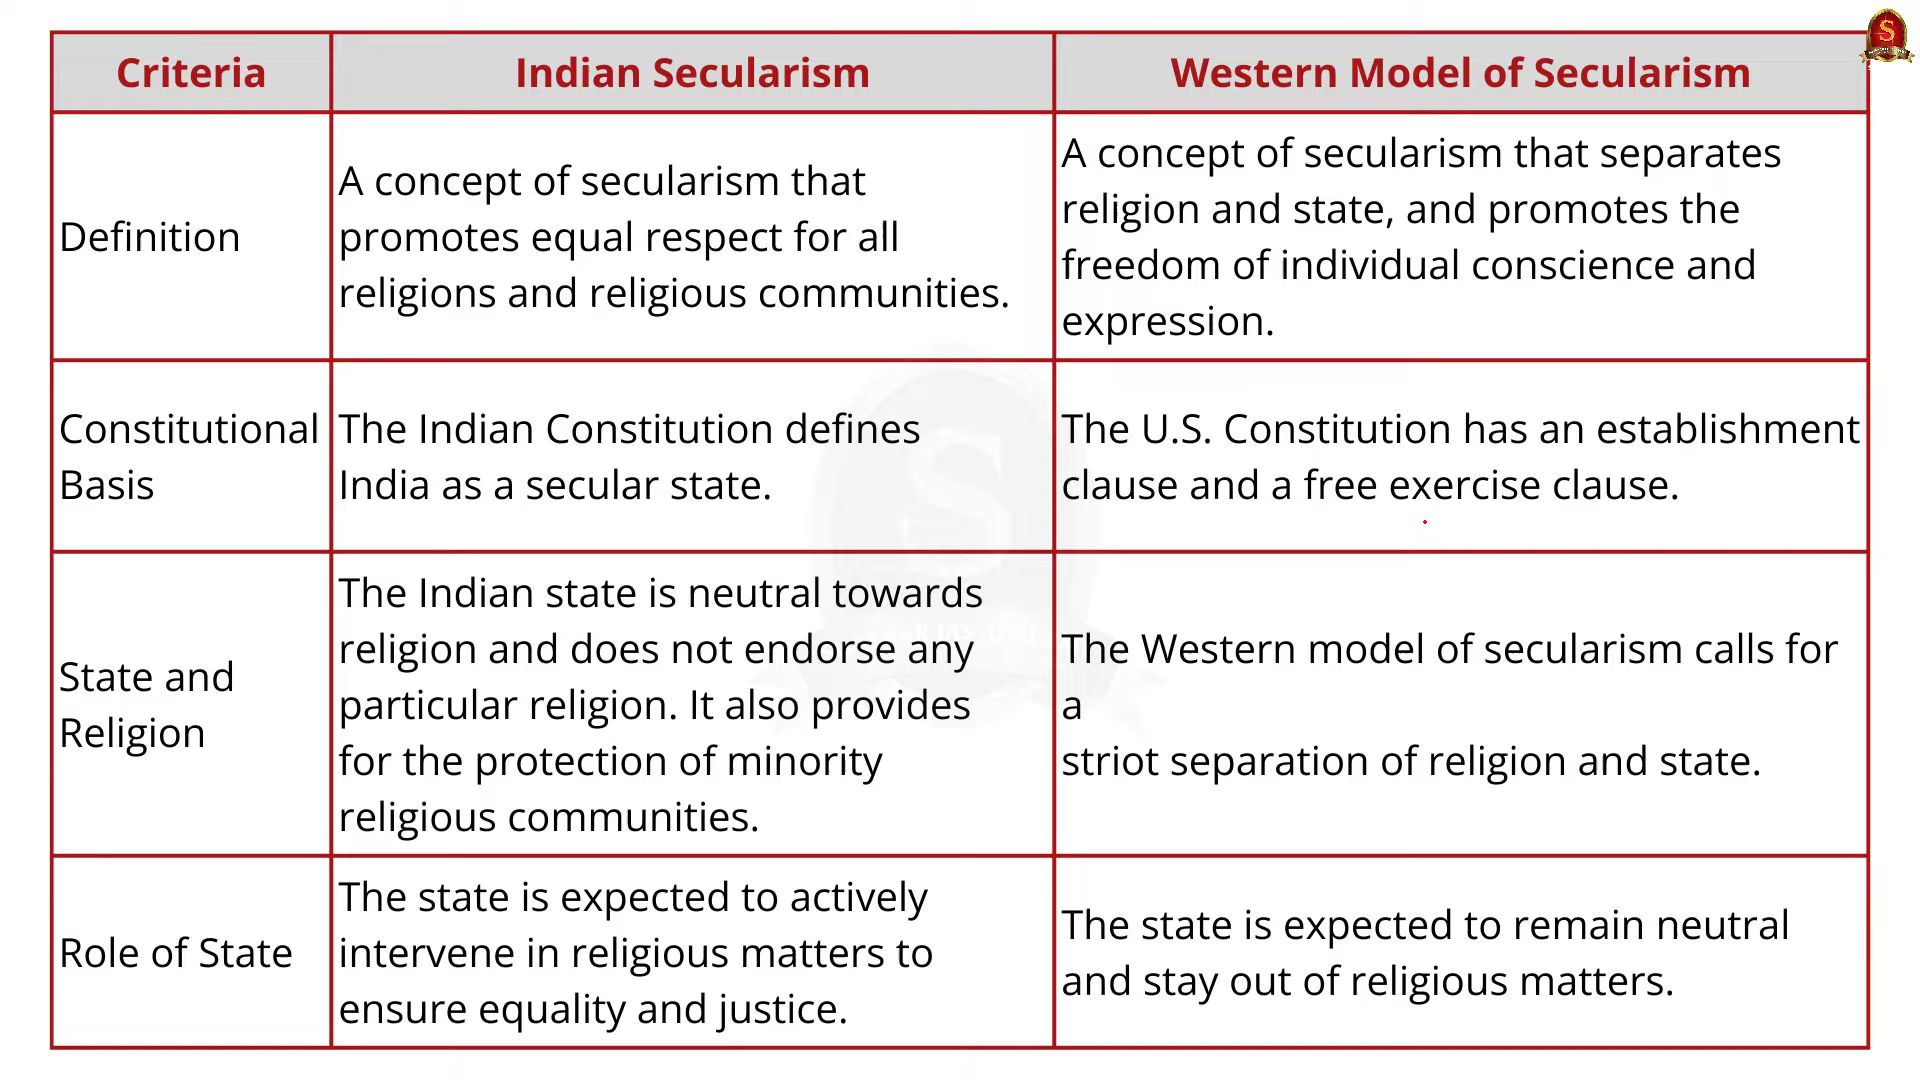 Criteria
Indian Secularism
Western Model of Secularism
Definition
A concept of secularism that
promotes equal respect for all
religions and religious communities.
A concept of secularism that separates
religion and state, and promotes the
freedom of individual conscience and
expression.
Constitutional
Basis
The Indian Constitution defines
India as a secular state.
The U.S. Constitution has an establishment
clause and a free exercise clause.
State and
Religion
The Indian state is neutral towards
religion and does not endorse any
particular religion. It also provides
for the protection of minority
religious communities.
The Western model of secularism calls for
a
striot separation of religion and state.
Role of State
The state is expected to actively
intervene in religious matters to
ensure equality and justice.
The state is expected to remain neutral
and stay out of religious matters.
S